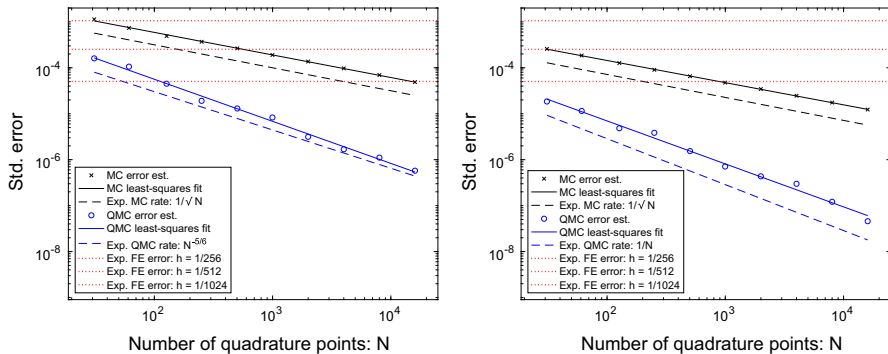 10^-4
10^-6
10^-8
Std. error
× MC error est.
MC least-squares fit
Exp. MC rate: 1/√ N
QMC error est.
QMC least-squares fit
Exp. QMC rate: N^-5/6
Exp. FE error: h = 1/256
Exp. FE error: h = 1/512
Exp. FE error: h = 1/1024
10^2
10^3
10^4
Number of quadrature points: N
10^-4
10^-6
10^-8
Std. error
× MC error est.
MC least-squares fit
Exp. MC rate: 1/√ N
QMC error est.
QMC least-squares fit
Exp. QMC rate: 1/N
Exp. FE error: h = 1/256
Exp. FE error: h = 1/512
Exp. FE error: h = 1/1024
10^2
10^3
10^4
Number of quadrature points: N